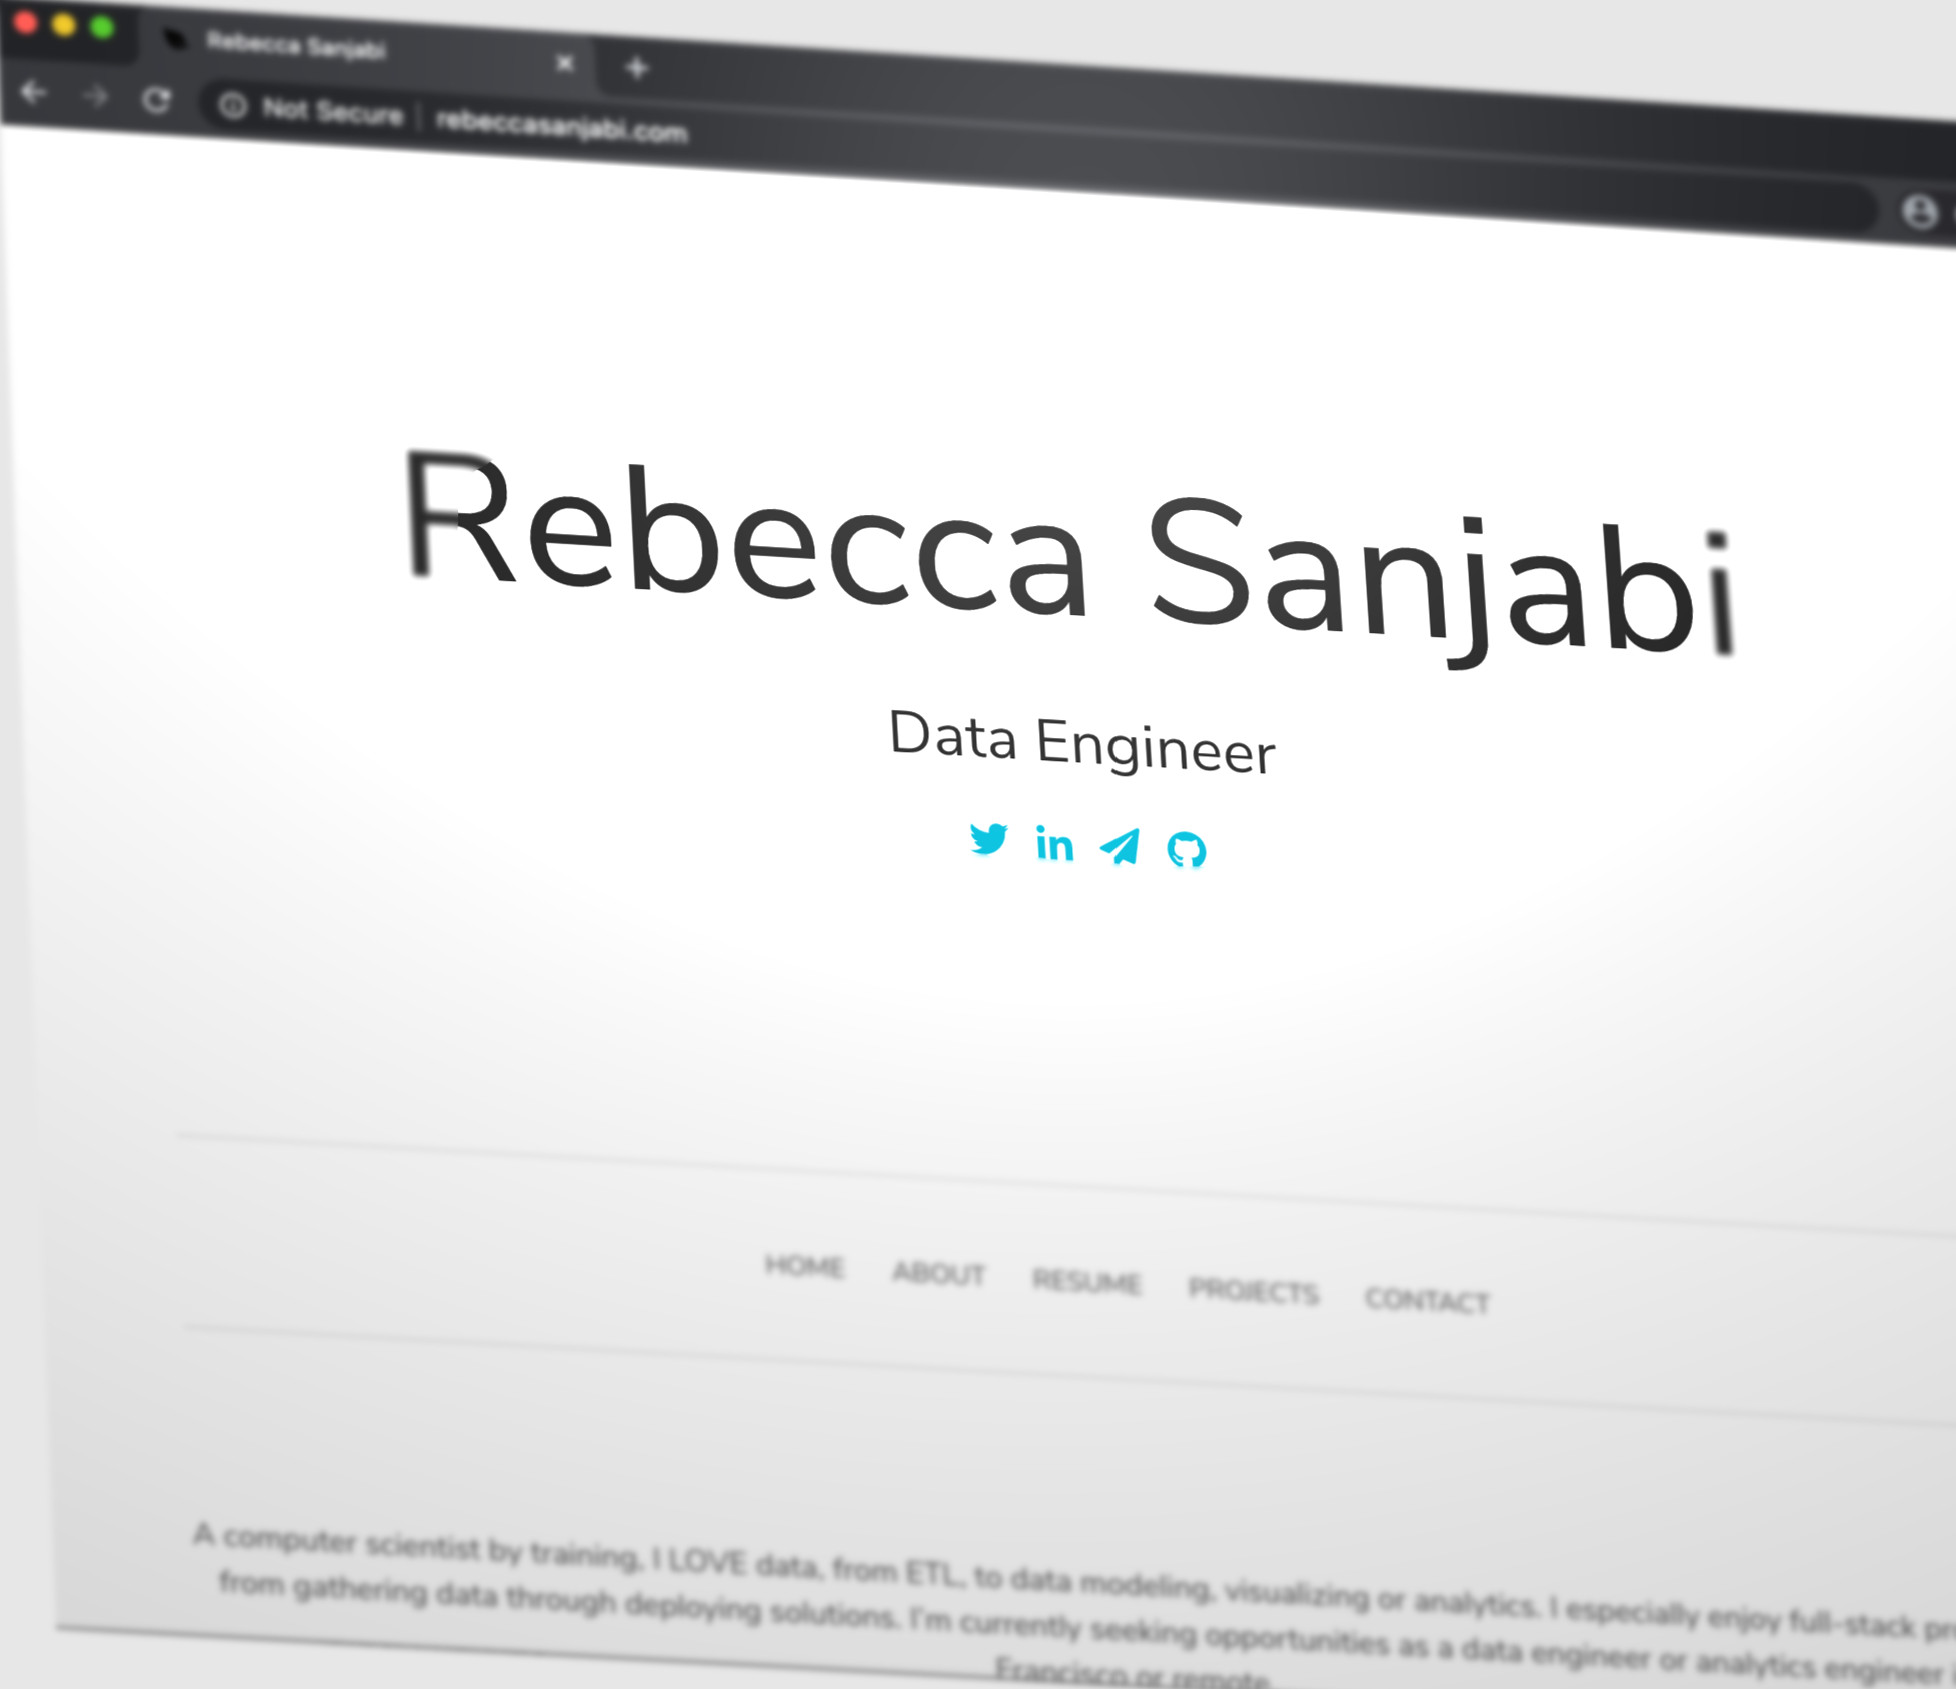 Rebecca Sanjabi
Not Secure rebeccasanjabi.com
Rebecca Sanjabi
Data Engineer
in
HOME ABOUT RESUME PROJECTS CONTACT
A computer scientist by training, I LOVE data, from ETL, to data modeling, visualizing or analytics. I especially enjoy full-stack pr
from gathering data through deploying solutions. I'm currently seeking opportunities as a data engineer or analytics engineer
Francisco or remote.